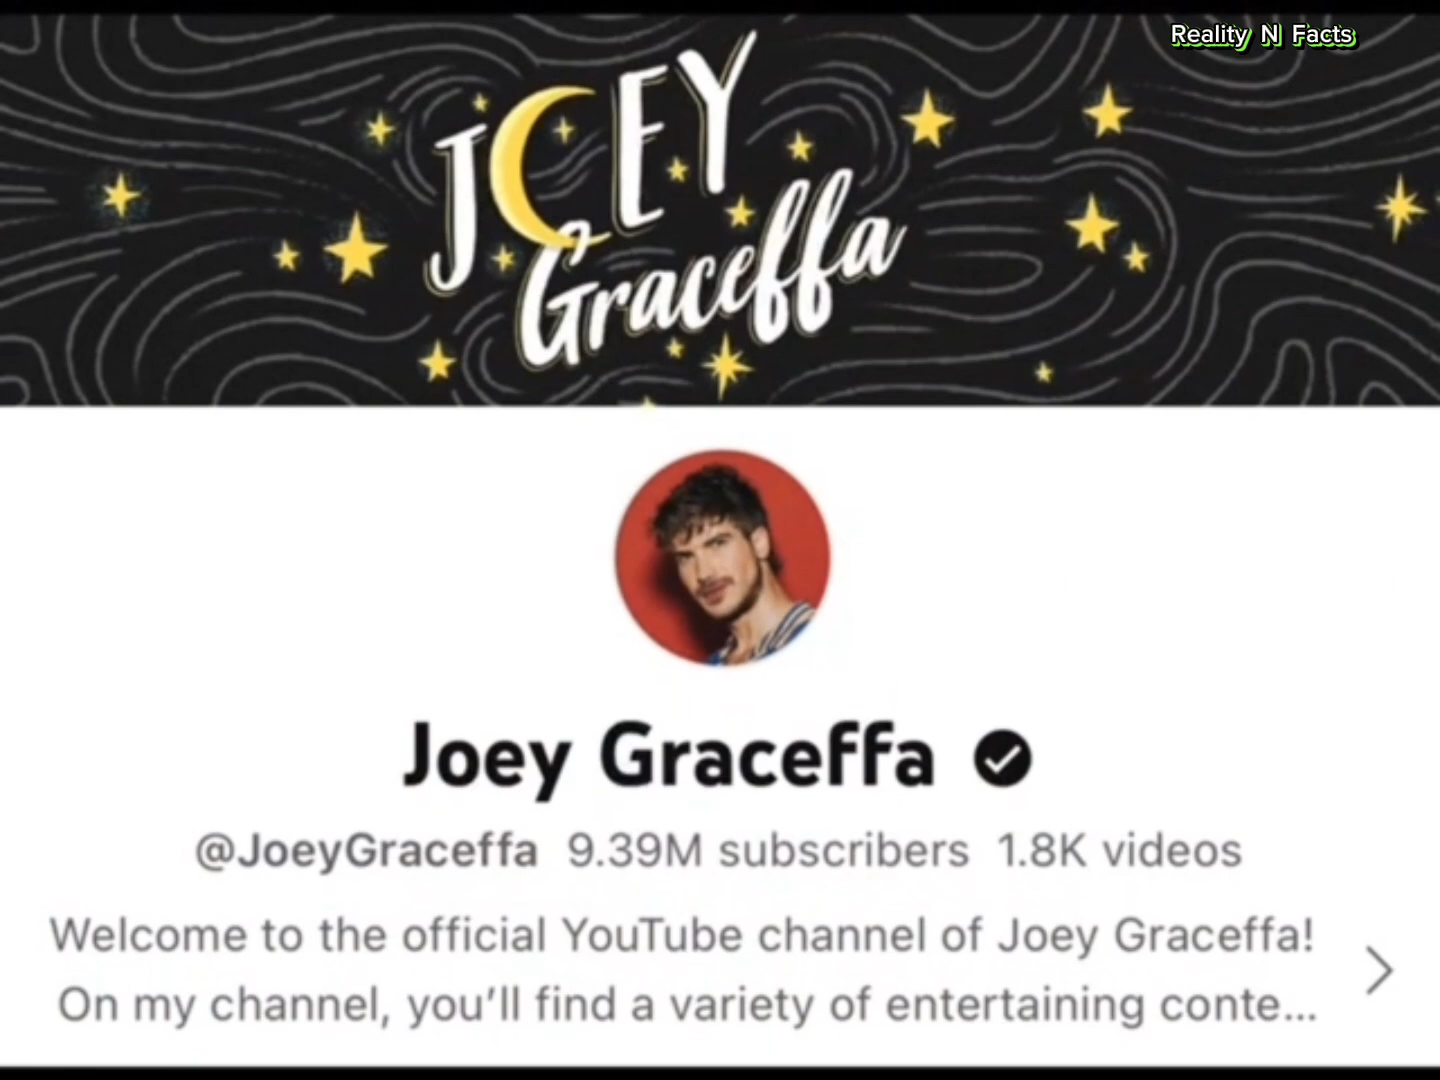 Reality N Facts
JOEY
Graceffa
Joey Graceffa
@JoeyGraceffa 9.39M subscribers 1.8K videos
Welcome to the official YouTube channel of Joey Graceffa!
On my channel, you’ll find a variety of entertaining conte...